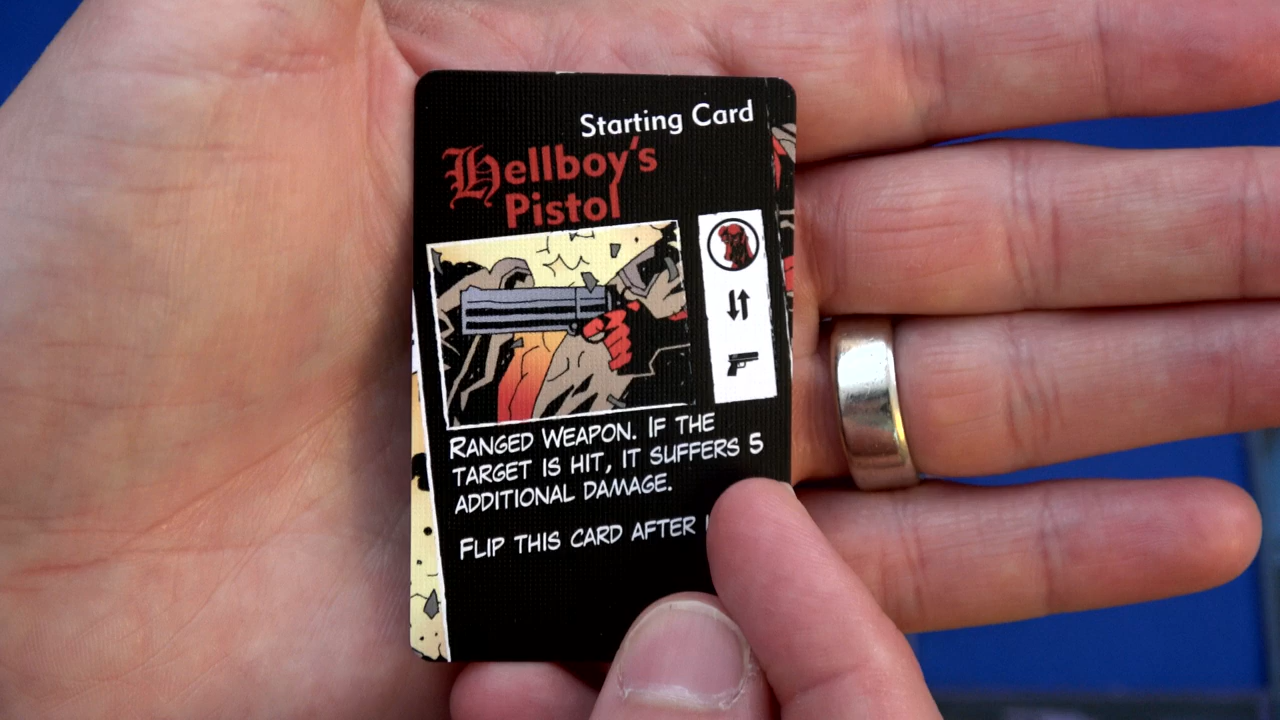 Starting Card
Hellboy's
Pistol
RANGED WEAPON. IF THE
TARGET IS HIT, IT SUFFERS 5
ADDITIONAL DAMAGE.
FLIP THIS CARD AFTER